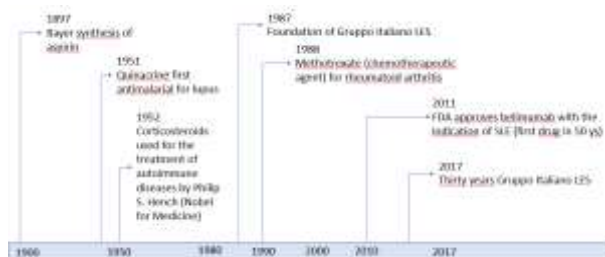 1897
Bayer synthesis of
aspirin
1951
Quinacrine first
antimalarial for lupus
1952
Corticosteroids
used for the
treatment of
autoimmune
diseases by Philip
S. Hench (Nobel
for Medicine)
1987
Foundation of Gruppo Italiano LES
1988
Methotrexate (chemotherapeutic
agent) for rheumatoid arthritis
2011
FDA approves belimumab with the
indication of SLE (first drug in 50 ys)
2017
Thirty years Gruppo Italiano LES
1900 1950 1980 1990 2000 2010 2017